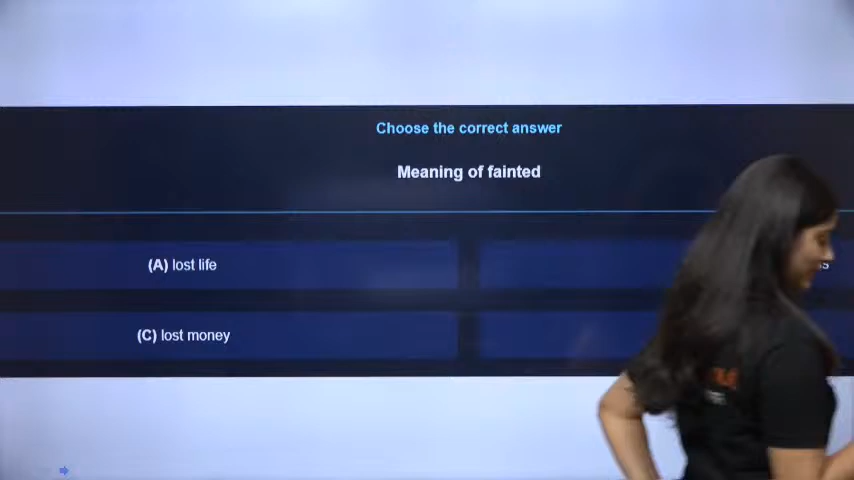 Choose the correct answer
Meaning of fainted
(A) lost life
(C) lost money